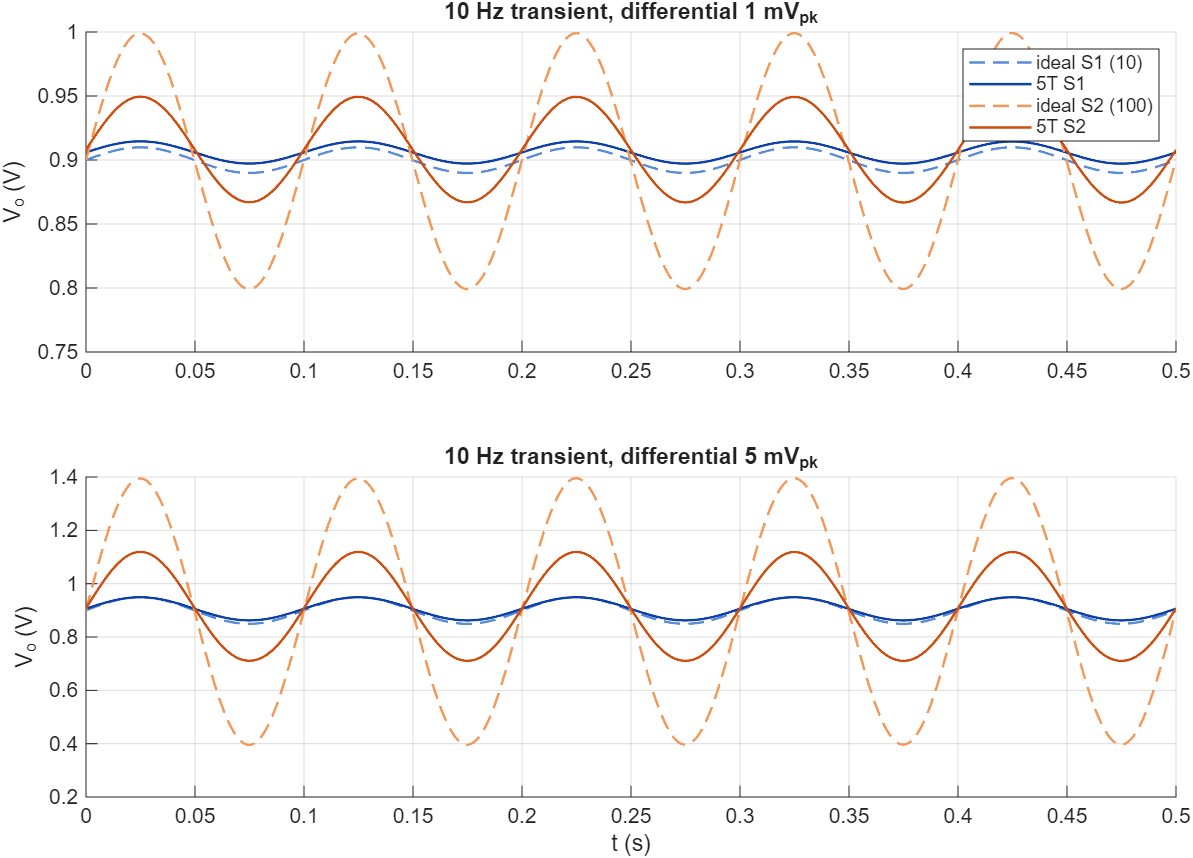 10 Hz transient, differential 1 mVpk
1
0.95
0.9
0.85
0.8
0.75
Vo (V)
ideal S1 (10)
5T S1
ideal S2 (100)
5T S2
0 0.05 0.1 0.15 0.2 0.25 0.3 0.35 0.4 0.45 0.5
10 Hz transient, differential 5 mVpk
1.4
1.2
1
0.8
0.6
0.4
0.2
Vo (V)
0 0.05 0.1 0.15 0.2 0.25 0.3 0.35 0.4 0.45 0.5
t (s)